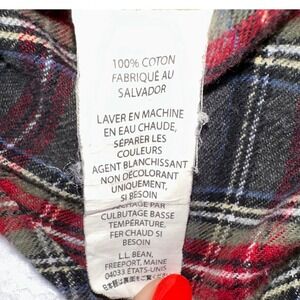 100% COTON
FABRIQUÉ AU
SALVADOR
LAVER EN MACHINE
EN EAU CHAUDE,
SÉPARER LES
COULEURS
AGENT BLANCHISSANT
NON DÉCOLORANT
UNIQUEMENT,
SI BESOIN
PAR
CULBUTAGE BASSE
TEMPÉRATURE.
FER CHAUD SI
BESOIN
L.L. BEAN,
FREEPORT, MAINE
04033 ÉTATS-UNIS